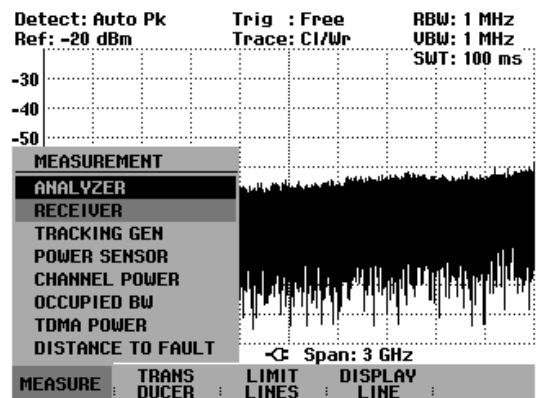 Detect: Auto Pk Trig : Free RBW: 1 MHz
Ref: -20 dBm Trace: Cl/Wr VBW: 1 MHz
SWT: 100 ms
-30
-40
-50
MEASUREMENT
ANALYZER
RECEIVER
TRACKING GEN
POWER SENSOR
CHANNEL POWER
OCCUPIED BW
TDMA POWER
DISTANCE TO FAULT
Span: 3 GHz
MEASURE TRANS DUCER LIMIT LINES DISPLAY LINE